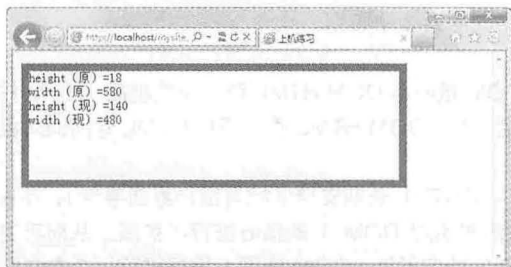 http://localhost/mysite,
上机练习
height (原) =18
width (原) =580
height (现) =140
width (现) =480